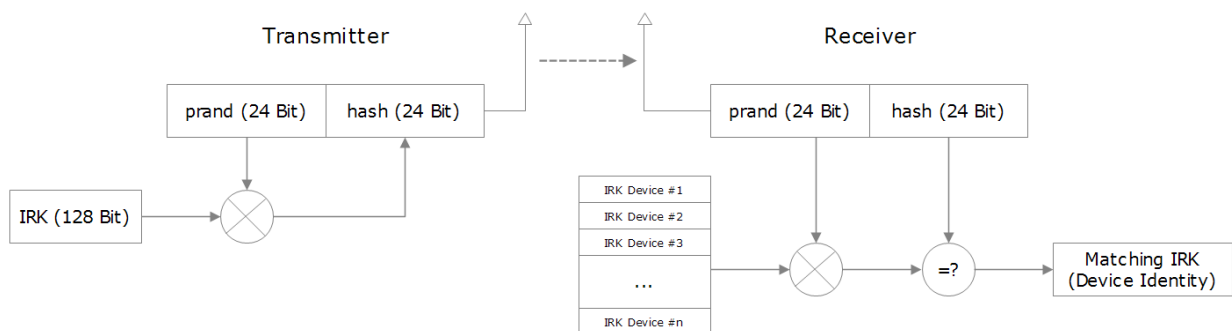 Transmitter
Receiver
prand (24 Bit)
hash (24 Bit)
prand (24 Bit)
hash (24 Bit)
IRK (128 Bit)
IRK Device #1
IRK Device #2
IRK Device #3
...
IRK Device #n
=?
Matching IRK
(Device Identity)